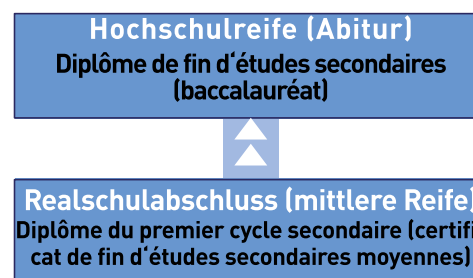 Hochschulreife (Abitur)
Diplôme de fin d‘études secondaires
(baccalauréat)
Realschulabschluss (mittlere Reife)
Diplôme du premier cycle secondaire (certifi
cat de fin d‘études secondaires moyennes)